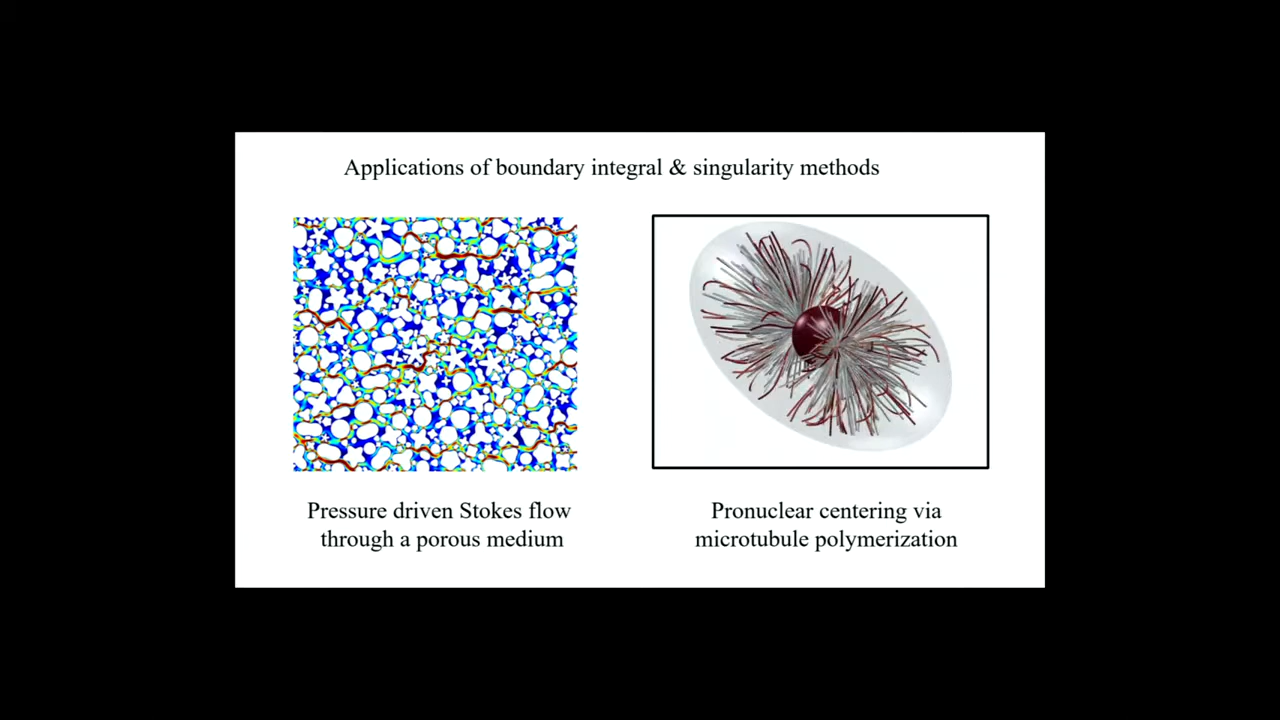 Applications of boundary integral & singularity methods
Pressure driven Stokes flow
through a porous medium
Pronuclear centering via
microtubule polymerization